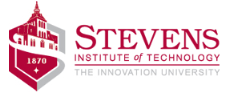 STEVENS
INSTITUTE of TECHNOLOGY
THE INNOVATION UNIVERSITY
1870